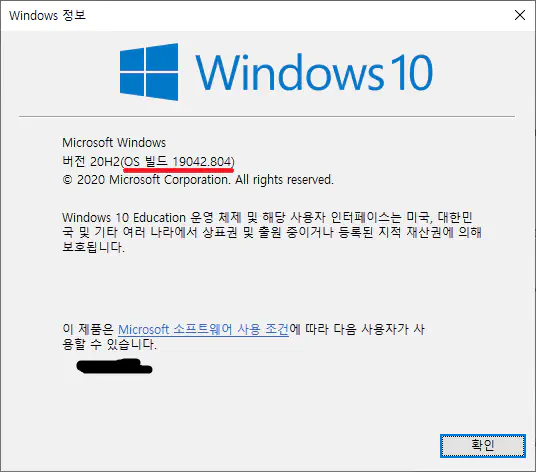 Windows 정보
Windows 10
Microsoft Windows
버전 20H2(OS 빌드 19042.804)
© 2020 Microsoft Corporation. All rights reserved.
Windows 10 Education 운영 체제 및 해당 사용자 인터페이스는 미국, 대한민
국 및 기타 여러 나라에서 상표권 및 출원 중이거나 등록된 지적 재산권에 의해
보호됩니다.
이 제품은 Microsoft 소프트웨어 사용 조건에 따라 다음 사용자가 사
용할 수 있습니다.
확인